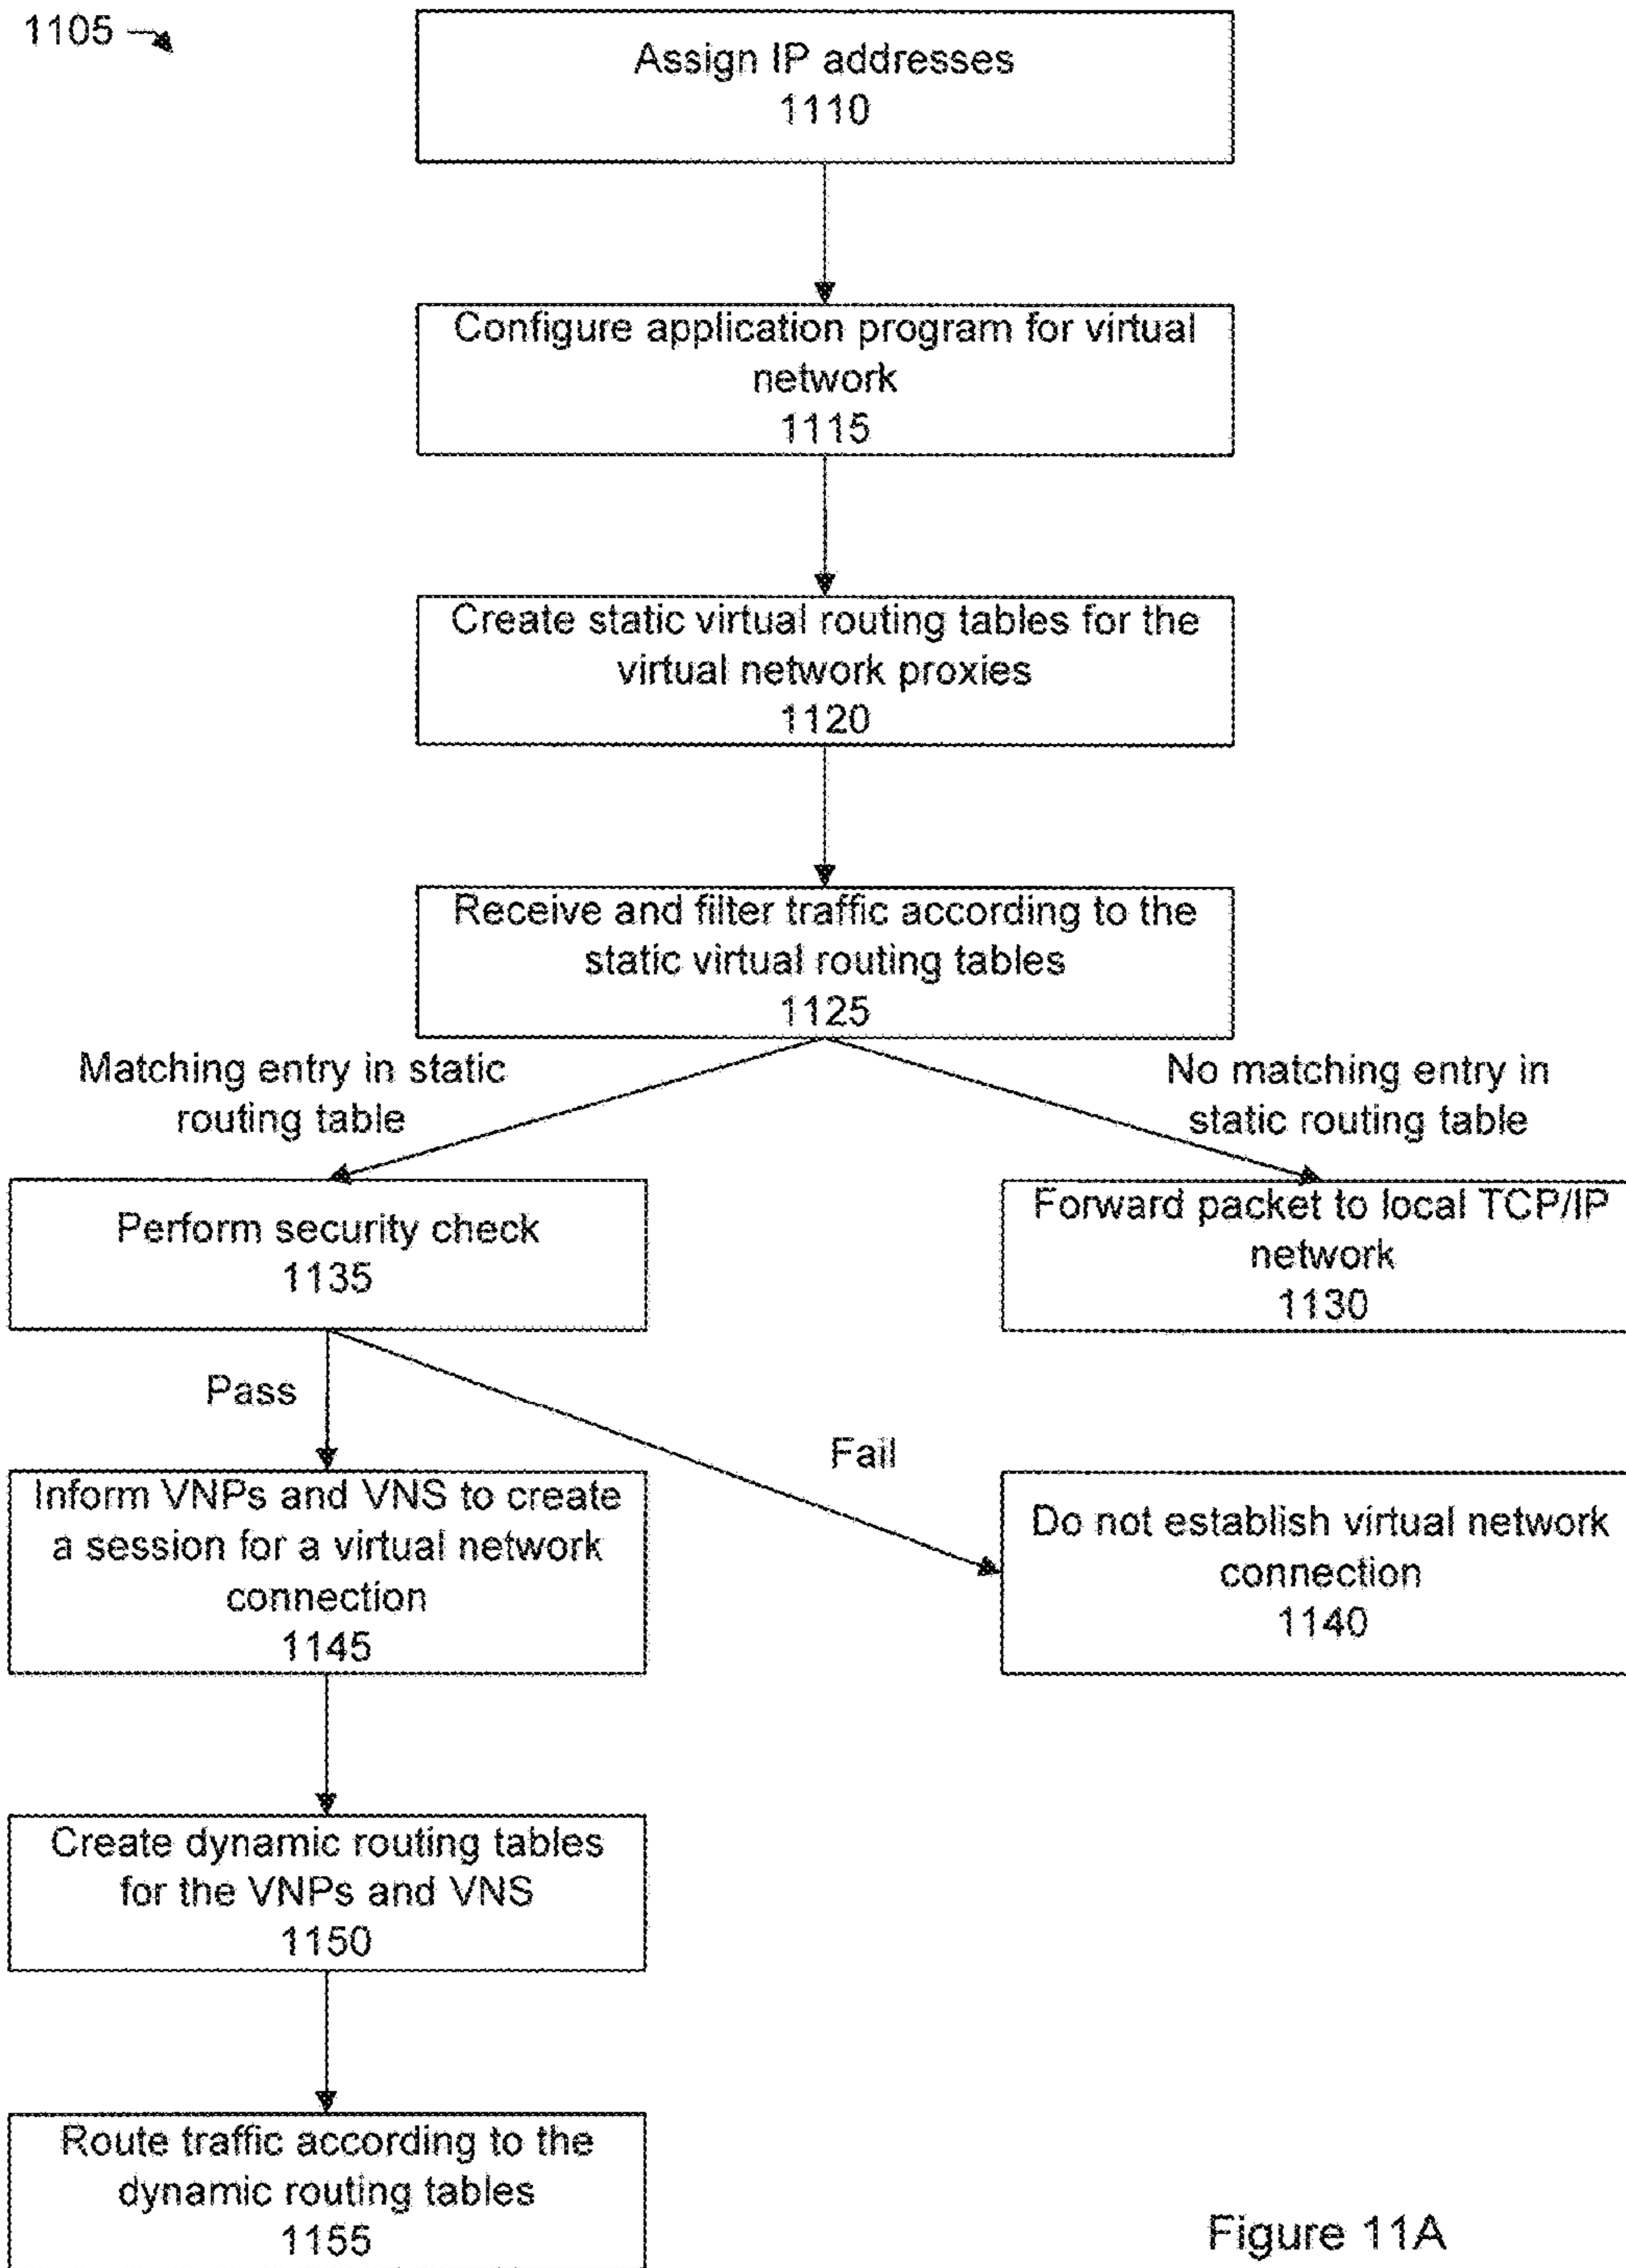 1105
Assign IP addresses
1110
Configure application program for virtual
network
1115
Create static virtual routing tables for the
virtual network proxies
1120
Receive and filter traffic according to the
static virtual routing tables
1125
Matching entry in static
routing table
No matching entry in
static routing table
Perform security check
1135
Forward packet to local TCP/IP
network
1130
Pass
Fail
Inform VNPs and VNS to create
a session for a virtual network
connection
1145
Do not establish virtual network
connection
1140
Create dynamic routing tables
for the VNPs and VNS
1150
Route traffic according to the
dynamic routing tables
1155
Figure 11A